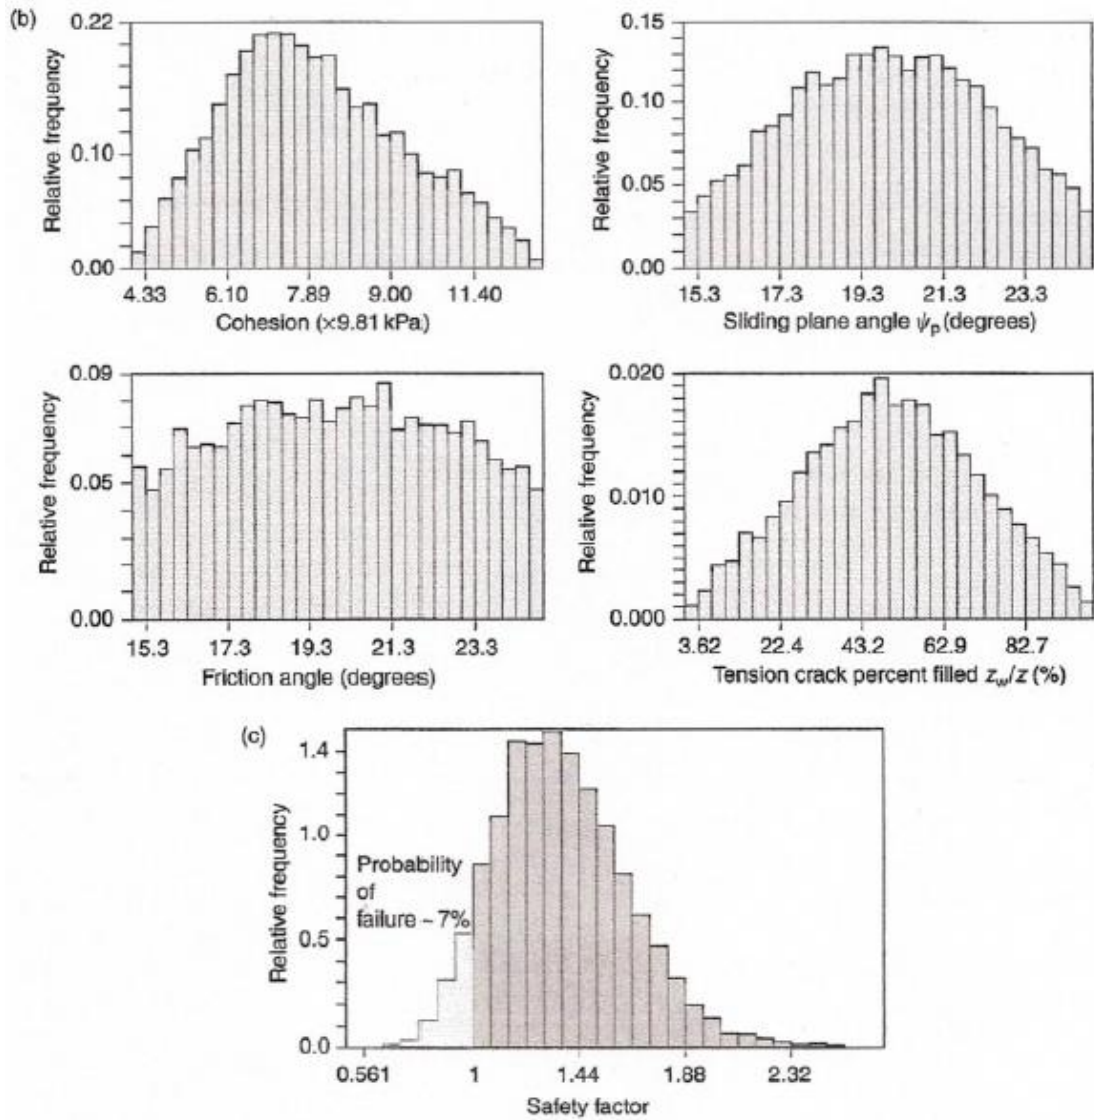 (b)
0.22
0.10
0.00
Relative frequency
4.33 6.10 7.89 9.00 11.40
Cohesion (×9.81 kPa)
0.15
0.10
0.05
0.00
Relative frequency
15.3 17.3 19.3 21.3 23.3
Sliding plane angle ψp (degrees)
0.09
0.05
0.00
Relative frequency
15.3 17.3 19.3 21.3 23.3
Friction angle (degrees)
0.020
0.010
0.000
Relative frequency
3.62 22.4 43.2 62.9 82.7
Tension crack percent filled zw/z (%)
(c)
1.4
1.0
0.5
0.0
Relative frequency
Probability
of
failure ~ 7%
0.561 1 1.44 1.88 2.32
Safety factor